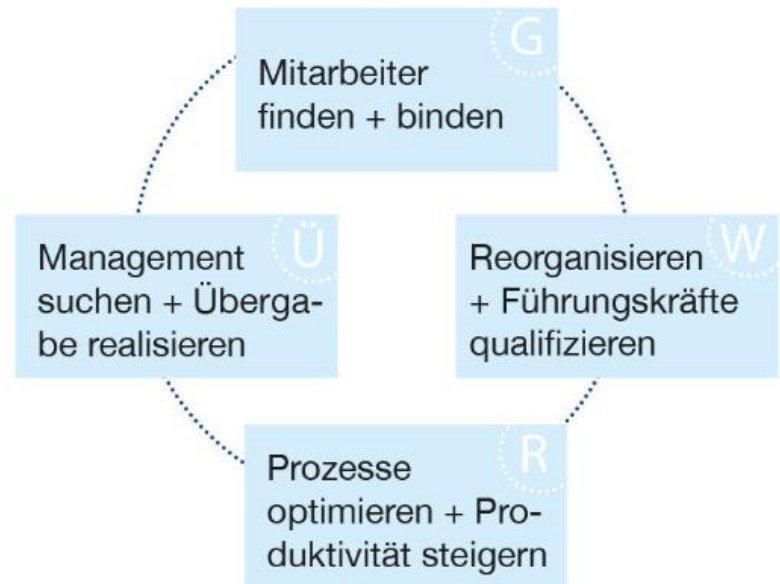 G
Mitarbeiter
finden + binden
Ü
Management
suchen + Überga-
be realisieren
W
Reorganisieren
+ Führungskräfte
qualifizieren
R
Prozesse
optimieren + Pro-
duktivität steigern